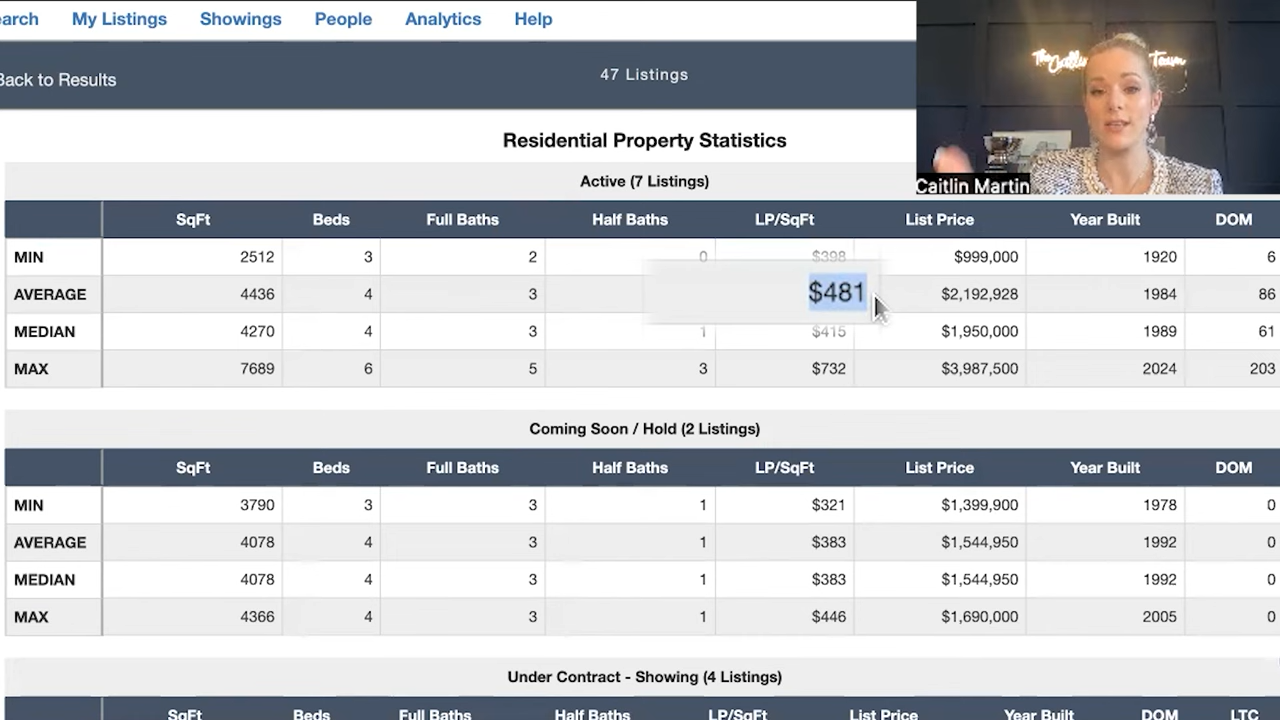 earch My Listings Showings People Analytics Help
Back to Results 47 Listings
The Team
Caitlin Martin
Residential Property Statistics
Active (7 Listings)
SqFt Beds Full Baths Half Baths LP/SqFt List Price Year Built DOM
MIN 2512 3 2 0 $398 $999,000 1920 6
AVERAGE 4436 4 3 $481 $2,192,928 1984 86
MEDIAN 4270 4 3 1 $415 $1,950,000 1989 61
MAX 7689 6 5 3 $732 $3,987,500 2024 203
Coming Soon / Hold (2 Listings)
SqFt Beds Full Baths Half Baths LP/SqFt List Price Year Built DOM
MIN 3790 3 3 1 $321 $1,399,900 1978 0
AVERAGE 4078 4 3 1 $383 $1,544,950 1992 0
MEDIAN 4078 4 3 1 $383 $1,544,950 1992 0
MAX 4366 4 3 1 $446 $1,690,000 2005 0
Under Contract - Showing (4 Listings)
SqFt Beds Full Baths Half Baths LP/SqFt List Price Year Built DOM LTC